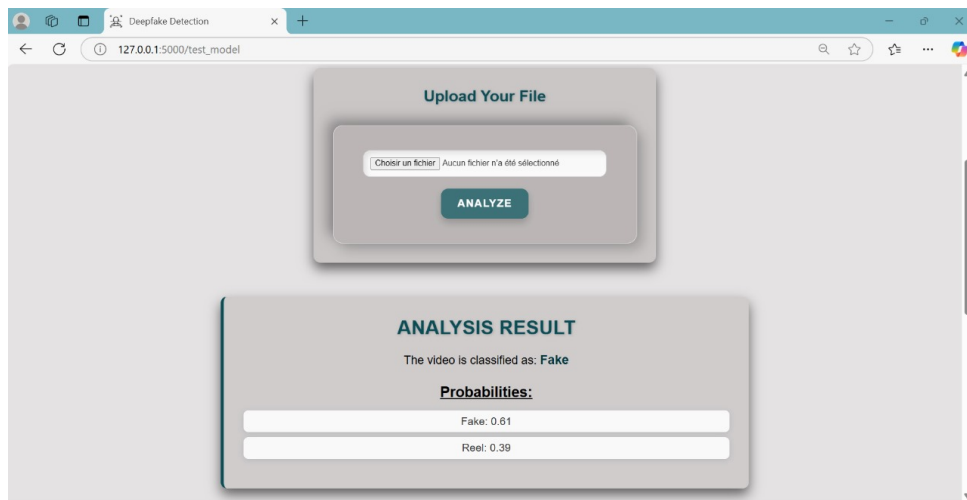 Deepfake Detection
127.0.0.1:5000/test_model
Upload Your File
Choisir un fichier Aucun fichier n'a été sélectionné
ANALYZE
ANALYSIS RESULT
The video is classified as: Fake
Probabilities:
Fake: 0.61
Reel: 0.39